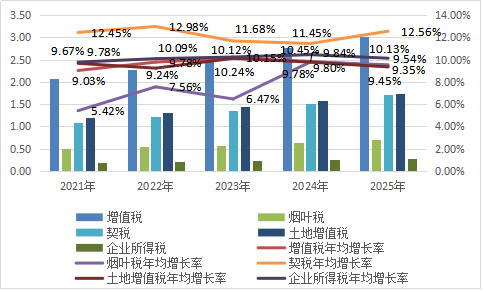 3.50 14.00%
12.45% 12.98% 11.68% 11.45% 12.56%
3.00 12.00%
9.67% 9.78% 10.09% 10.12% 10.15% 10.45% 9.84% 10.13% 9.54%
2.50 10.00%
9.03% 9.24% 9.78% 10.24% 9.78% 9.80% 9.45% 9.35%
2.00 8.00%
5.42% 7.56% 6.47%
1.50 6.00%
1.00 4.00%
0.50 2.00%
0.00 0.00%
2021年 2022年 2023年 2024年 2025年
增值税 烟叶税
契税 土地增值税
企业所得税 增值税年均增长率
烟叶税年均增长率 契税年均增长率
土地增值税年均增长率 企业所得税年均增长率